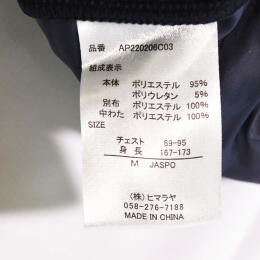 品番 AP220206C03
組成表示
本体 ポリエステル 95%
ポリウレタン 5%
別布 ポリエステル 100%
中わた ポリエステル 100%
SIZE
チェスト 89-95
身長 167-173
M JASPO
(株)ヒマラヤ
058-276-7188
MADE IN CHINA